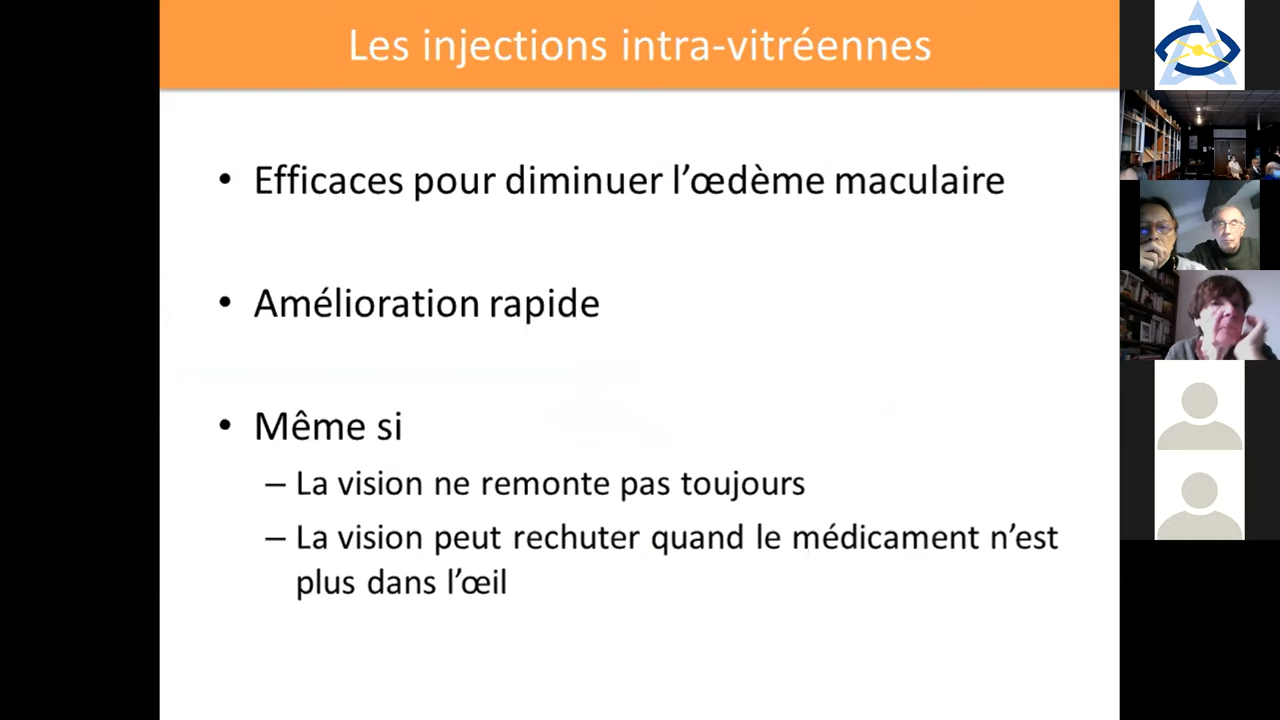 Les injections intra-vitréennes
• Efficaces pour diminuer l’œdème maculaire
• Amélioration rapide
• Même si
– La vision ne remonte pas toujours
– La vision peut rechuter quand le médicament n’est
plus dans l’œil